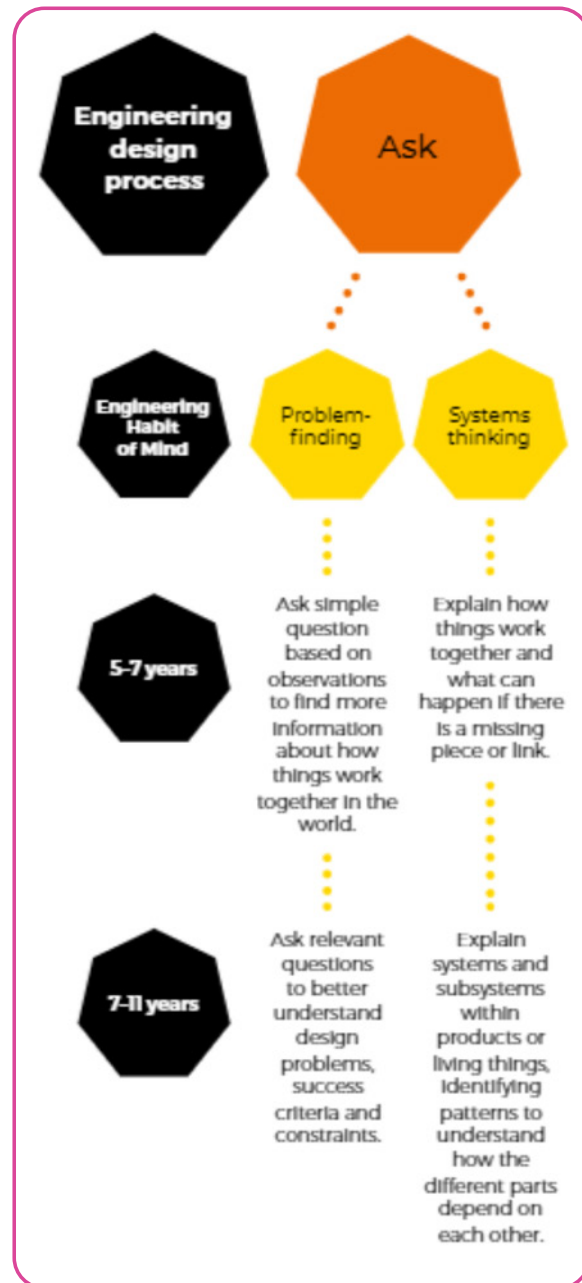 Engineering
design
process
Ask
Engineering
Habit
of Mind
Problem-
finding
Systems
thinking
5–7 years
Ask simple
question
based on
observations
to find more
information
about how
things work
together in the
world.
Explain how
things work
together and
what can
happen if there
is a missing
piece or link.
7–11 years
Ask relevant
questions
to better
understand
design
problems,
success
criteria and
constraints.
Explain
systems and
subsystems
within
products or
living things,
identifying
patterns to
understand
how the
different parts
depend on
each other.